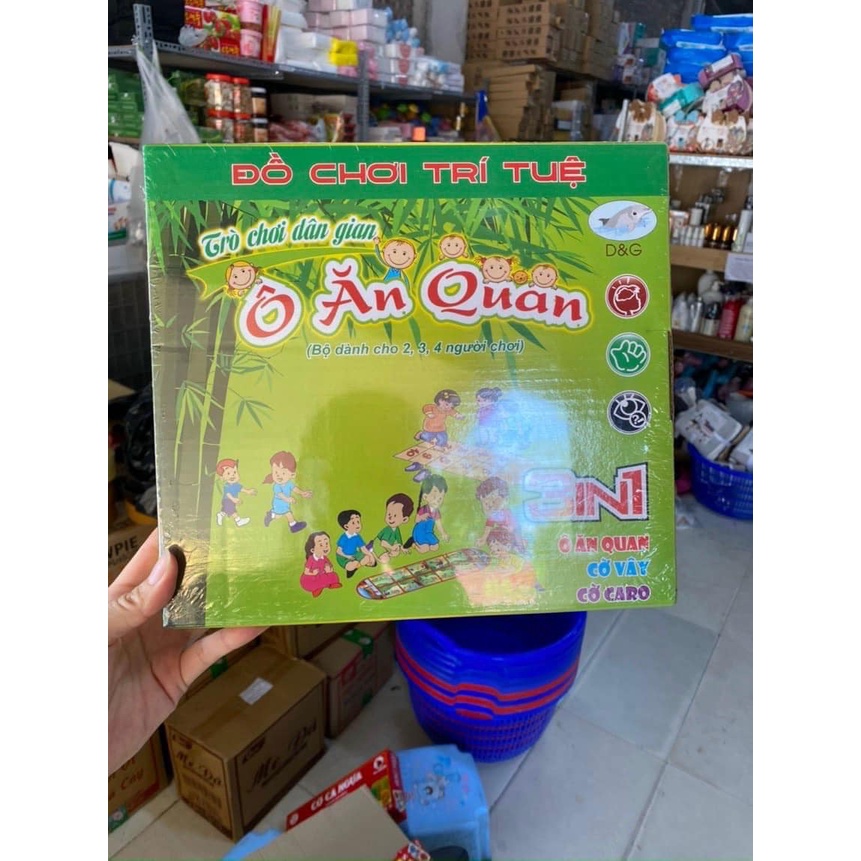 ĐỒ CHƠI TRÍ TUỆ
Trò chơi dân gian
D&G
Ô Ăn Quan
(Bộ dành cho 2, 3, 4 người chơi)
3IN1
Ô ĂN QUAN
CỜ VÂY
CỜ CARO
CỜ CÁ NGỰA